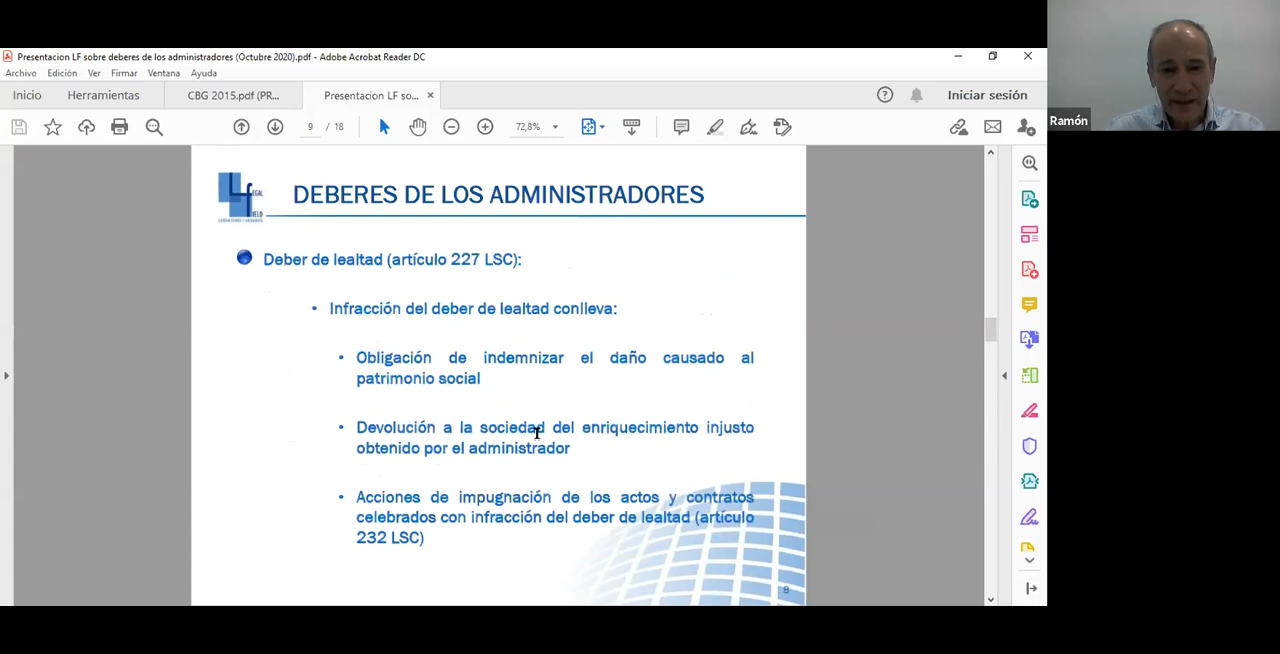 Presentacion LF sobre deberes de los administradores (Octubre 2020).pdf - Adobe Acrobat Reader DC
Archivo Edición Ver Firmar Ventana Ayuda
Inicio Herramientas CBG 2015.pdf (PR... Presentacion LF so... × Iniciar sesión
9 / 18 72,8%
Ramón
LEGAL
FIELD
DEBERES DE LOS ADMINISTRADORES
Deber de lealtad (artículo 227 LSC):
• Infracción del deber de lealtad conlleva:
• Obligación de indemnizar el daño causado al
patrimonio social
• Devolución a la sociedad del enriquecimiento injusto
obtenido por el administrador
• Acciones de impugnación de los actos y contratos
celebrados con infracción del deber de lealtad (artículo
232 LSC)
8